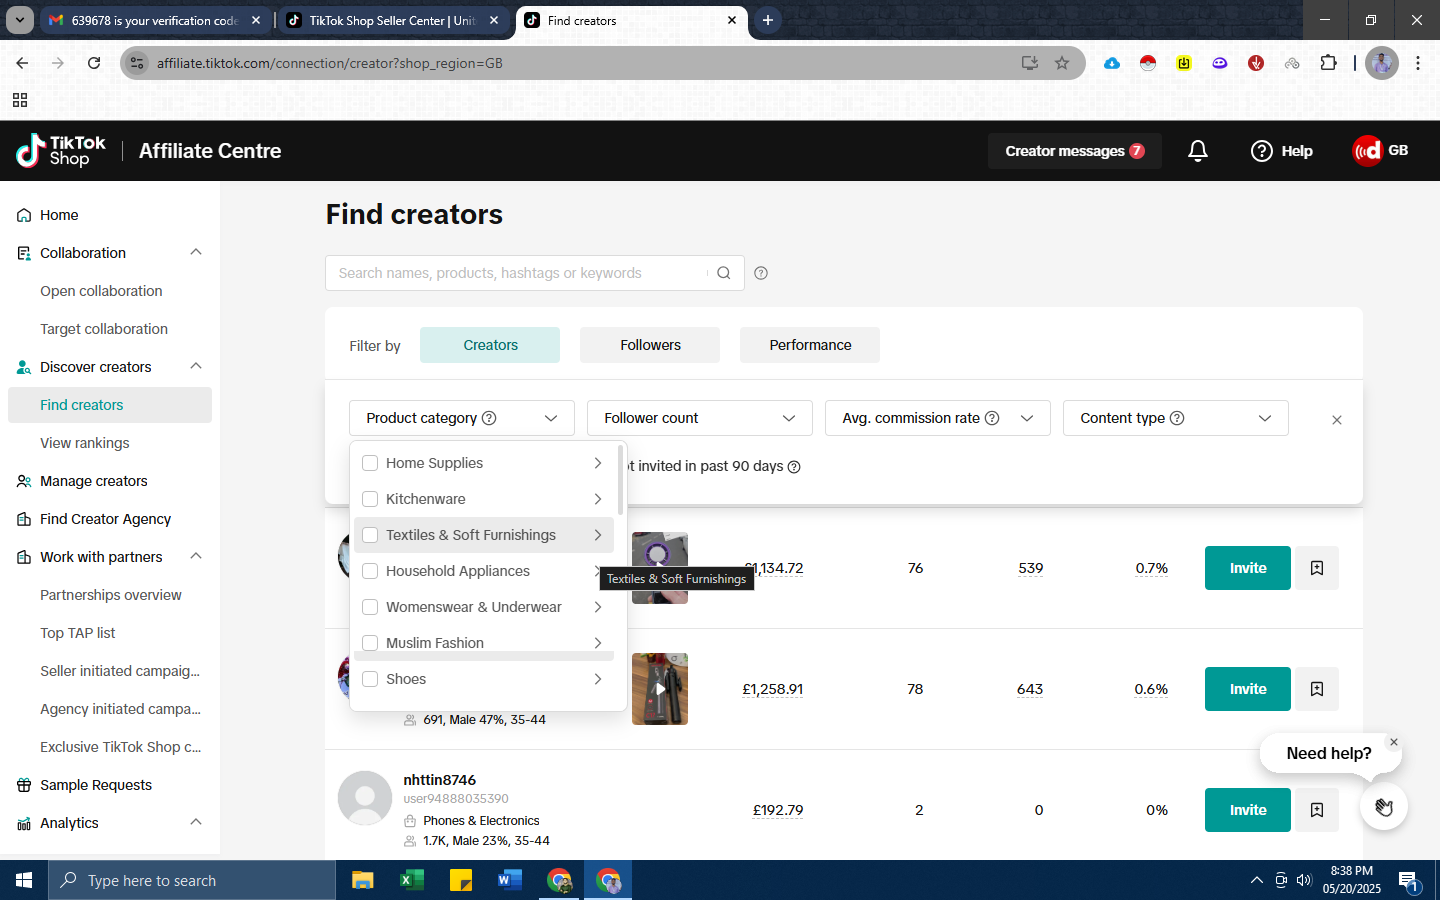 639678 is your verification code
TikTok Shop Seller Center | Unit
Find creators
affiliate.tiktok.com/connection/creator?shop_region=GB
TikTok Shop
Affiliate Centre
Creator messages 7
Help
GB
Home
Collaboration
Open collaboration
Target collaboration
Discover creators
Find creators
View rankings
Manage creators
Find Creator Agency
Work with partners
Partnerships overview
Top TAP list
Seller initiated campaig...
Agency initiated campa...
Exclusive TikTok Shop c...
Sample Requests
Analytics
Find creators
Search names, products, hashtags or keywords
Filter by
Creators
Followers
Performance
Product category
Follower count
Avg. commission rate
Content type
invited in past 90 days
Home Supplies
Kitchenware
Textiles & Soft Furnishings
Household Appliances
Womenswear & Underwear
Muslim Fashion
Shoes
Textiles & Soft Furnishings
£1,134.72
76
539
0.7%
Invite
£1,258.91
78
643
0.6%
Invite
691, Male 47%, 35-44
nhttin8746
user94888035390
Phones & Electronics
1.7K, Male 23%, 35-44
£192.79
2
0
0%
Invite
Need help?
Type here to search
8:38 PM
05/20/2025
1